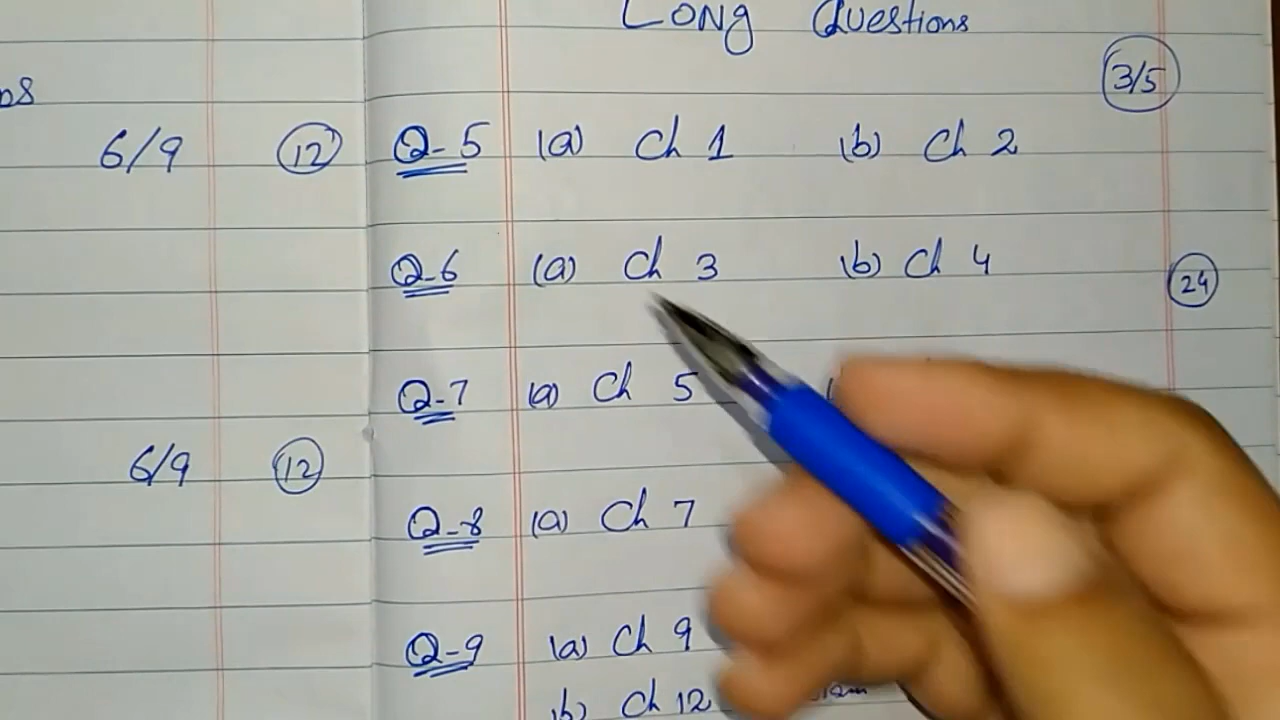 Long Questions
3/5
6/9 12 Q-5 (a) Ch 1 (b) Ch 2
Q-6 (a) Ch 3 (b) Ch 4
24
Q-7 (a) Ch 5
6/9 12
Q-8 (a) Ch 7
Q-9 (a) Ch 9
(b) Ch 12